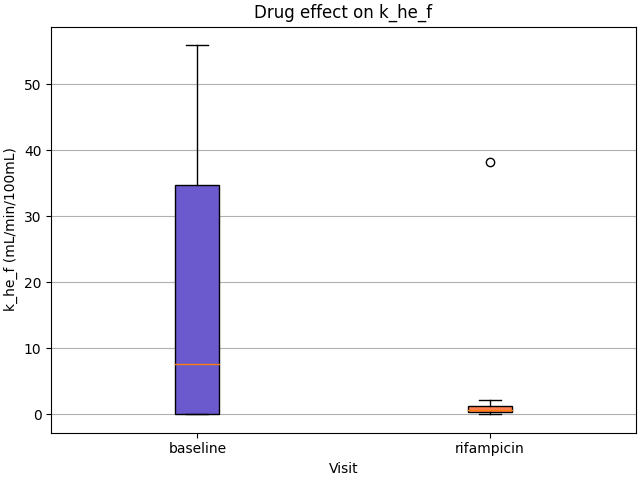 Drug effect on k_he_f
k_he_f (mL/min/100mL)
50
40
30
20
10
0
baseline
rifampicin
Visit